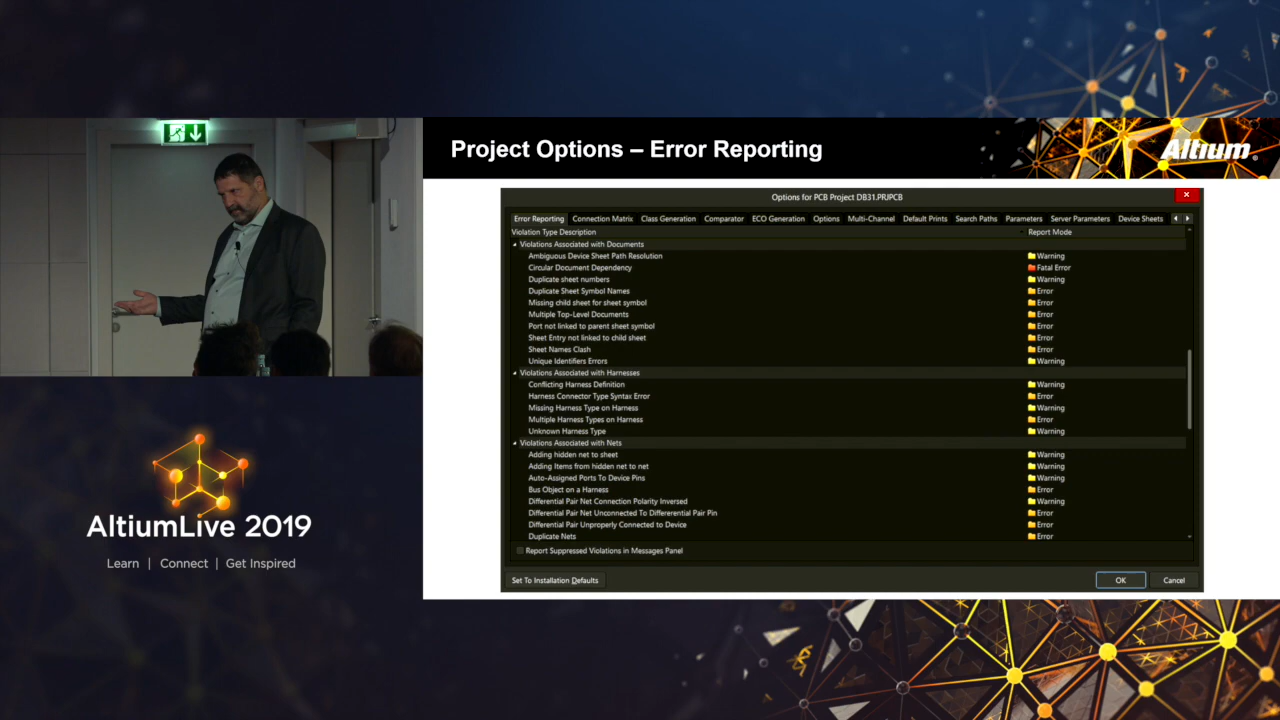 Project Options – Error Reporting
Altium
Options for PCB Project DB31.PRJPCB
Error Reporting Connection Matrix Class Generation Comparator ECO Generation Options Multi-Channel Default Prints Search Paths Parameters Server Parameters Device Sheets
Violation Type Description Report Mode
Violations Associated with Documents
Ambiguous Device Sheet Path Resolution Warning
Circular Document Dependency Fatal Error
Duplicate sheet numbers Warning
Duplicate Sheet Symbol Names Error
Missing child sheet for sheet symbol Error
Multiple Top-Level Documents Error
Port not linked to parent sheet symbol Error
Sheet Entry not linked to child sheet Error
Sheet Names Clash Error
Unique Identifiers Errors Warning
Violations Associated with Harnesses
Conflicting Harness Definition Warning
Harness Connector Type Syntax Error Error
Missing Harness Type on Harness Warning
Multiple Harness Types on Harness Error
Unknown Harness Type Warning
Violations Associated with Nets
Adding hidden net to sheet Warning
Adding Items from hidden net to net Warning
Auto-Assigned Ports To Device Pins Warning
Bus Object on a Harness Error
Differential Pair Net Connection Polarity Inversed Warning
Differential Pair Net Unconnected To Differerential Pair Pin Error
Differential Pair Unproperly Connected to Device Error
Duplicate Nets Error
Report Suppressed Violations in Messages Panel
Set To Installation Defaults OK Cancel
AltiumLive 2019
Learn | Connect | Get Inspired